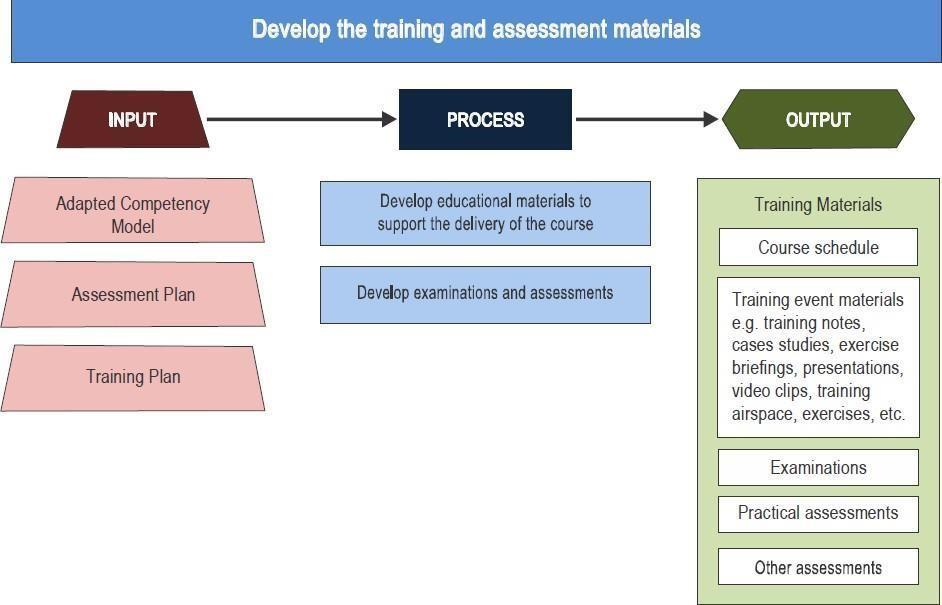 Develop the training and assessment materials
INPUT
PROCESS
OUTPUT
Adapted Competency
Model
Assessment Plan
Training Plan
Develop educational materials to
support the delivery of the course
Develop examinations and assessments
Training Materials
Course schedule
Training event materials
e.g. training notes,
cases studies, exercise
briefings, presentations,
video clips, training
airspace, exercises, etc.
Examinations
Practical assessments
Other assessments